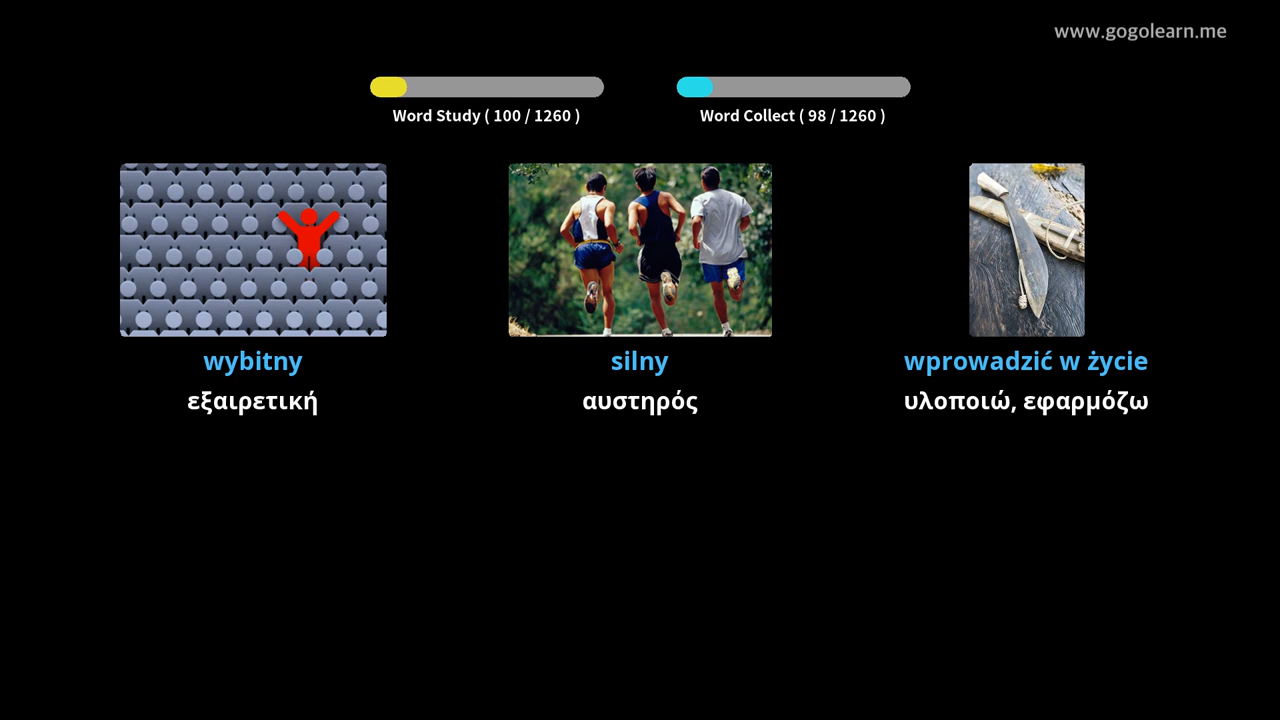 www.gogolearn.me
Word Study ( 100 / 1260 )
Word Collect ( 98 / 1260 )
wybitny
εξαιρετική
silny
αυστηρός
wprowadzić w życie
υλοποιώ, εφαρμόζω